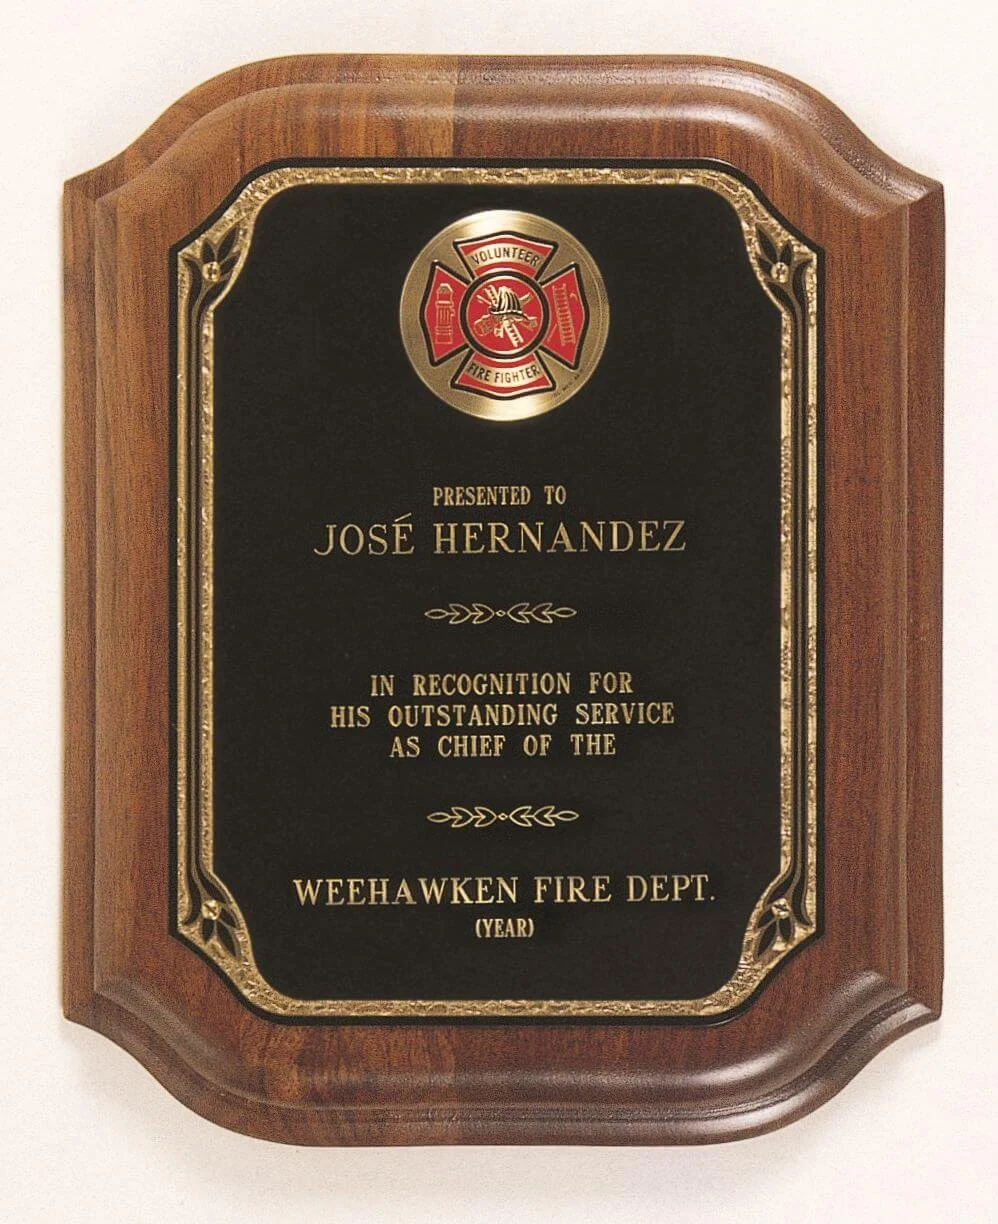 VOLUNTEER
FIRE FIGHTER
PRESENTED TO
JOSÉ HERNANDEZ
IN RECOGNITION FOR
HIS OUTSTANDING SERVICE
AS CHIEF OF THE
WEEHAWKEN FIRE DEPT.
(YEAR)